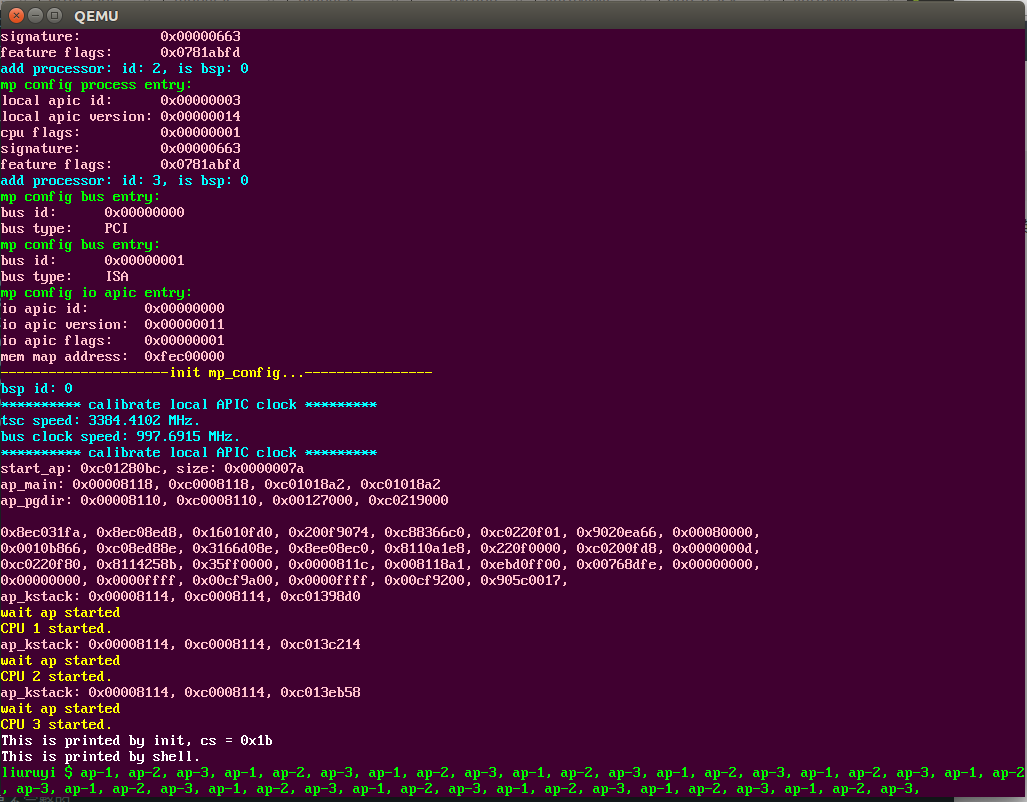 QEMU
signature:          0x00000663
feature flags:      0x0781abfd
add processor: id: 2, is bsp: 0
mp config process entry:
local apic id:      0x00000003
local apic version: 0x00000014
cpu flags:          0x00000001
signature:          0x00000663
feature flags:      0x0781abfd
add processor: id: 3, is bsp: 0
mp config bus entry:
bus id:      0x00000000
bus type:    PCI
mp config bus entry:
bus id:      0x00000001
bus type:    ISA
mp config io apic entry:
io apic id:       0x00000000
io apic version:  0x00000011
io apic flags:    0x00000001
mem map address:  0xfec00000
---------------------init mp_config...----------------
bsp id: 0
********** calibrate local APIC clock *********
tsc speed: 3384.4102 MHz.
bus clock speed: 997.6915 MHz.
********** calibrate local APIC clock *********
start_ap: 0xc01280bc, size: 0x0000007a
ap_main: 0x00008118, 0xc0008118, 0xc01018a2, 0xc01018a2
ap_pgdir: 0x00008110, 0xc0008110, 0x00127000, 0xc0219000
0x8ec031fa, 0x8ec08ed8, 0x16010fd0, 0x200f9074, 0xc88366c0, 0xc0220f01, 0x9020ea66, 0x00080000,
0x0010b866, 0xc08ed88e, 0x3166d08e, 0x8ee08ec0, 0x8110a1e8, 0x220f0000, 0xc0200fd8, 0x0000000d,
0xc0220f80, 0x8114258b, 0x35ff0000, 0x0000811c, 0x008118a1, 0xebd0ff00, 0x00768dfe, 0x00000000,
0x00000000, 0x0000ffff, 0x00cf9a00, 0x0000ffff, 0x00cf9200, 0x905c0017,
ap_kstack: 0x00008114, 0xc0008114, 0xc01398d0
wait ap started
CPU 1 started.
ap_kstack: 0x00008114, 0xc0008114, 0xc013c214
wait ap started
CPU 2 started.
ap_kstack: 0x00008114, 0xc0008114, 0xc013eb58
wait ap started
CPU 3 started.
This is printed by init, cs = 0x1b
This is printed by shell.
liuruyi $ ap-1, ap-2, ap-3, ap-1, ap-2, ap-3, ap-1, ap-2, ap-3, ap-1, ap-2, ap-3, ap-1, ap-2, ap-3, ap-1, ap-2, ap-3, ap-1, ap-2
, ap-3, ap-1, ap-2, ap-3, ap-1, ap-2, ap-3, ap-1, ap-2, ap-3, ap-1, ap-2, ap-3, ap-1, ap-2, ap-3, ap-1, ap-2, ap-3,